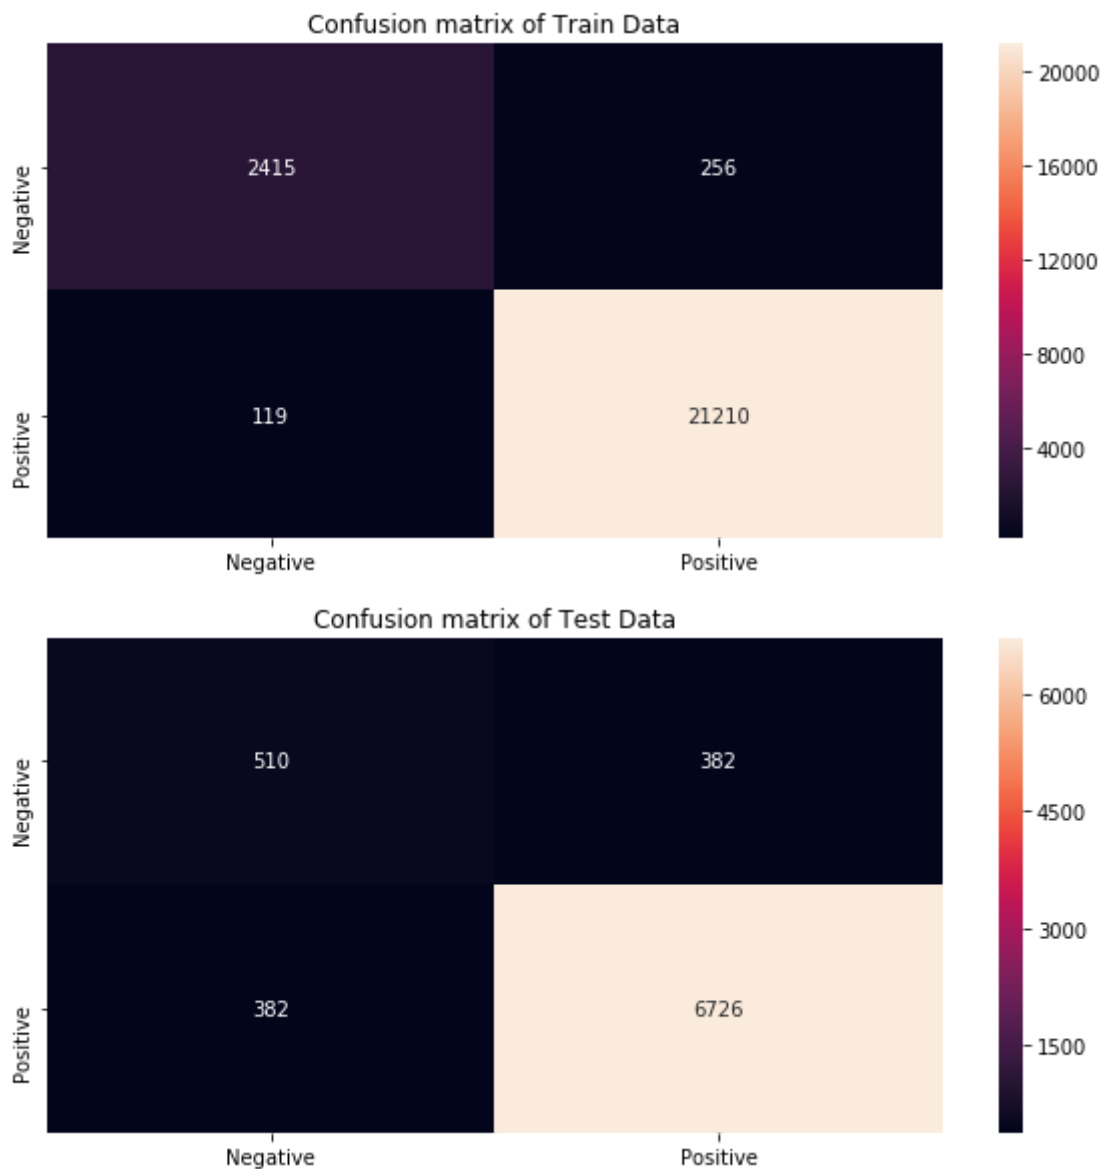 Confusion matrix of Train Data
20000
2415 256
16000
Negative
12000
8000
119 21210
Positive
4000
Negative Positive
Confusion matrix of Test Data
6000
510 382
4500
Negative
3000
382 6726
Positive
1500
Negative Positive